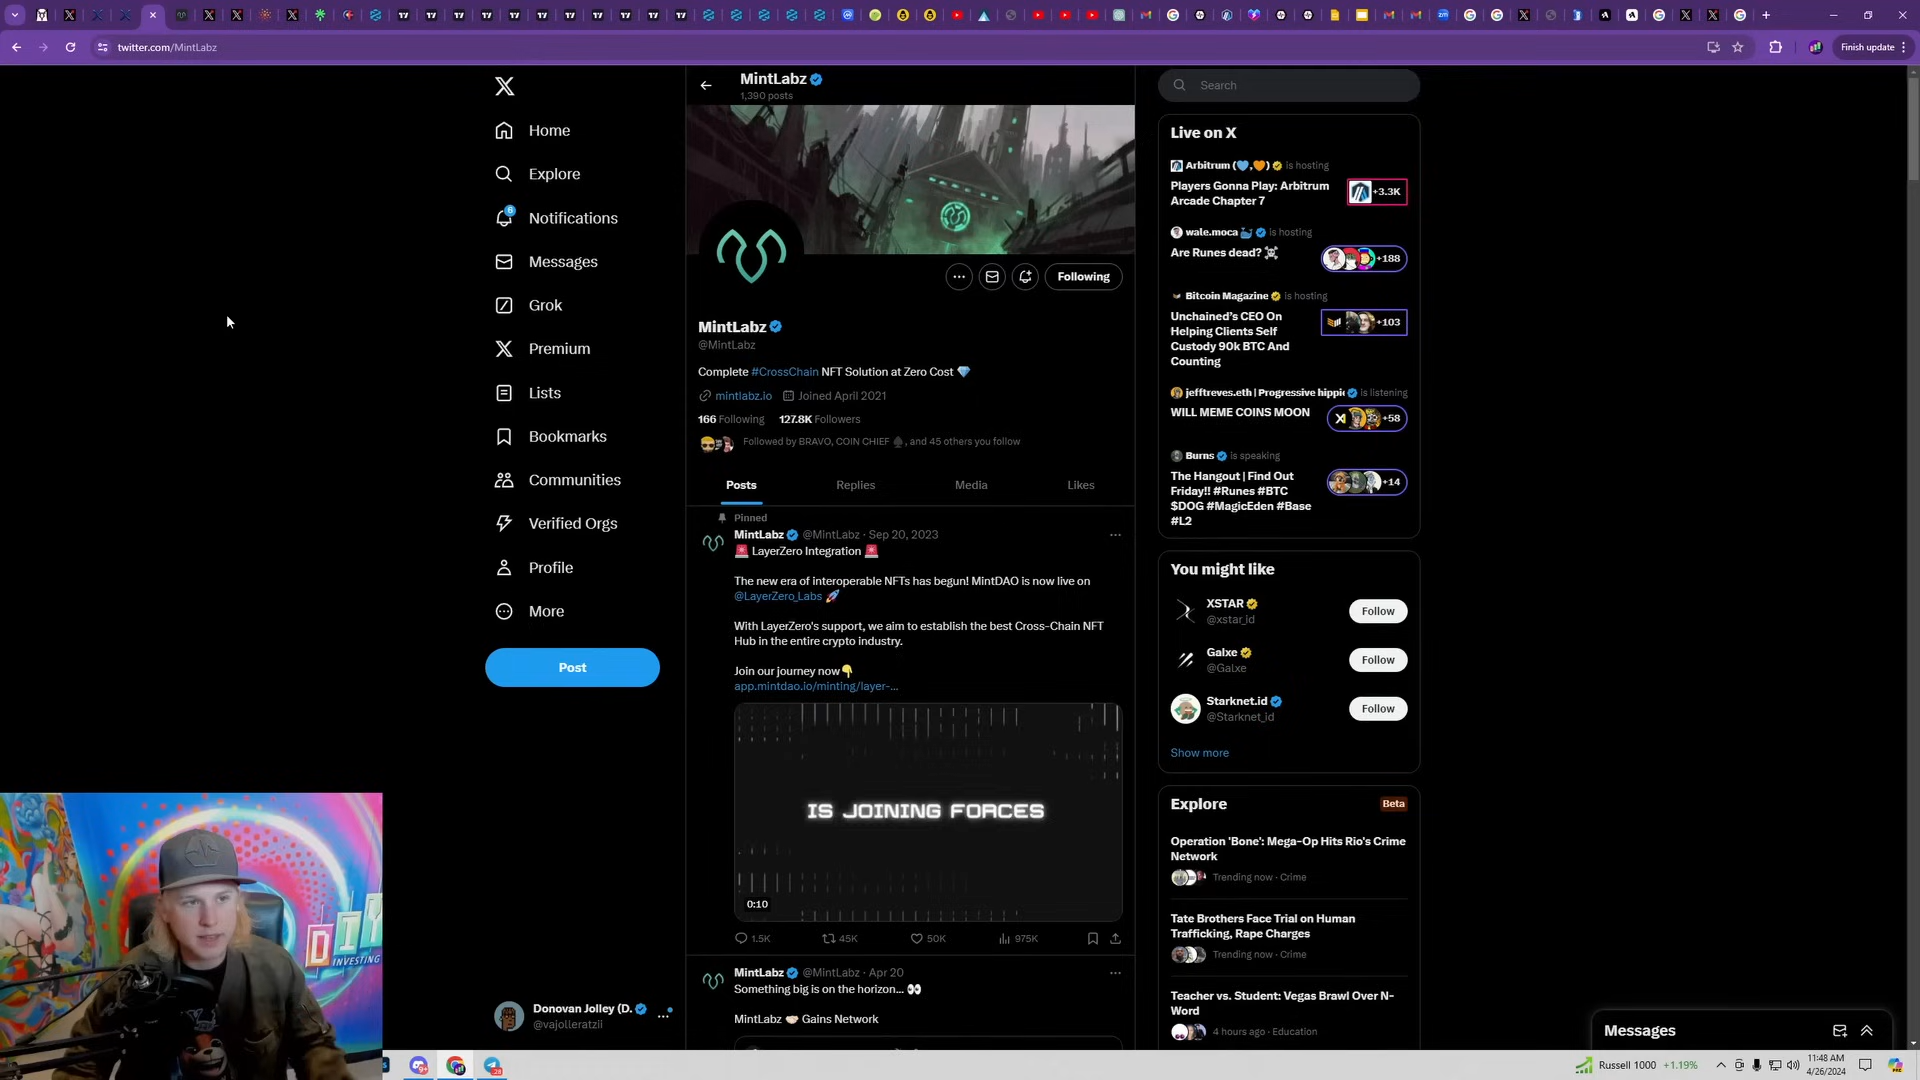 twitter.com/MintLabz
Finish update
MintLabz
1,390 posts
Search
Home
Explore
6
Notifications
Messages
Grok
Premium
Lists
Bookmarks
Communities
Verified Orgs
Profile
More
Post
Donovan Jolley (D.
@vajolleratzii
Following
MintLabz
@MintLabz
Complete #CrossChain NFT Solution at Zero Cost 💎
mintlabz.io Joined April 2021
166 Following 127.8K Followers
Followed by BRAVO, COIN CHIEF ♠, and 45 others you follow
Posts Replies Media Likes
Pinned
MintLabz @MintLabz · Sep 20, 2023
🚨 LayerZero Integration 🚨
The new era of interoperable NFTs has begun! MintDAO is now live on
@LayerZero_Labs 🚀
With LayerZero's support, we aim to establish the best Cross-Chain NFT
Hub in the entire crypto industry.
Join our journey now👇
app.mintdao.io/minting/layer-...
IS JOINING FORCES
0:10
1.5K 45K 50K 975K
MintLabz @MintLabz · Apr 20
Something big is on the horizon... 👀
MintLabz 🤝 Gains Network
Live on X
Arbitrum (💙,🧡) is hosting
Players Gonna Play: Arbitrum
Arcade Chapter 7
+3.3K
wale.moca 🐳 is hosting
Are Runes dead? ☠
+188
Bitcoin Magazine is hosting
Unchained's CEO On
Helping Clients Self
Custody 90k BTC And
Counting
+103
jefftreves.eth | Progressive hippi is listening
WILL MEME COINS MOON
+58
Burns is speaking
The Hangout | Find Out
Friday!! #Runes #BTC
$DOG #MagicEden #Base
#L2
+14
You might like
XSTAR
@xstar_id
Follow
Galxe
@Galxe
Follow
Starknet.id
@Starknet_id
Follow
Show more
Explore Beta
Operation 'Bone': Mega-Op Hits Rio's Crime
Network
Trending now · Crime
Tate Brothers Face Trial on Human
Trafficking, Rape Charges
Trending now · Crime
Teacher vs. Student: Vegas Brawl Over N-
Word
4 hours ago · Education
Messages
DIY
INVESTING
Russell 1000 +1.19%
11:48 AM
4/26/2024